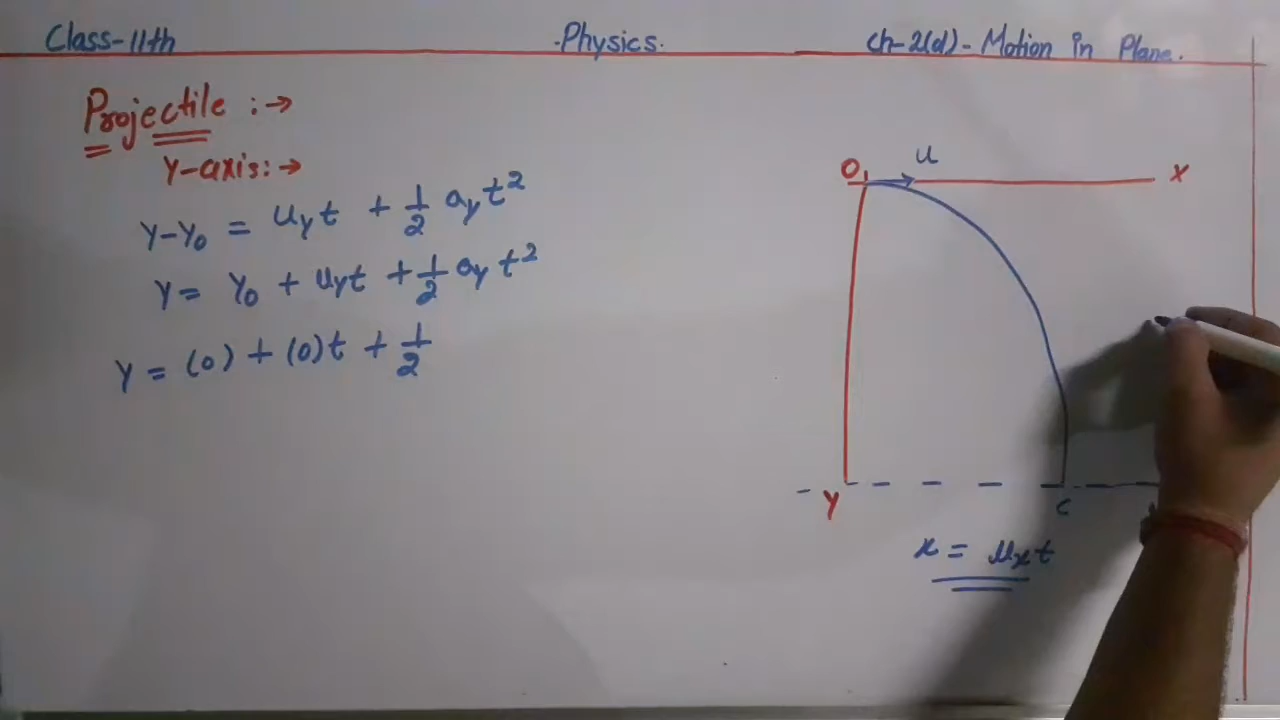 Class-11th
Physics.
Ch-2(d)- Motion in Plane.
Projectile :→
Y-axis:→
Y-Y₀ = uyt + 1/2 ayt²
Y= Y₀ + uyt + 1/2 ayt²
Y = (0) + (0)t + 1/2
O
u
X
Y
C
x = uxt